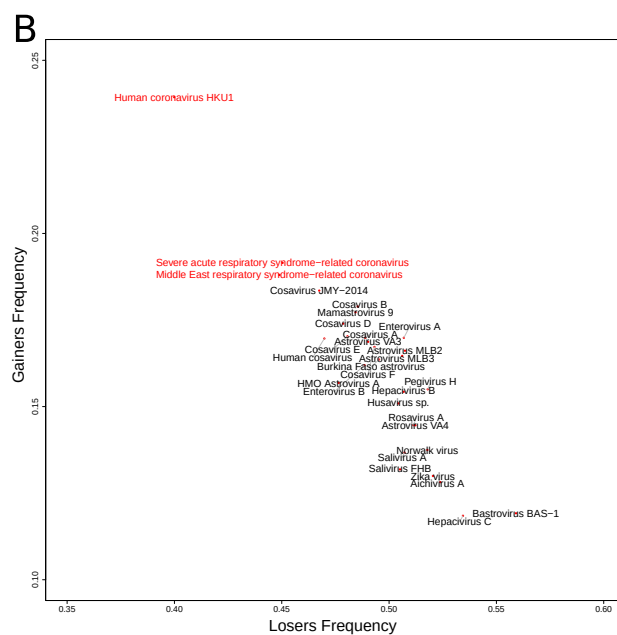 B
Gainers Frequency
0.25
0.20
0.15
0.10
Human coronavirus HKU1
Severe acute respiratory syndrome−related coronavirus
Middle East respiratory syndrome−related coronavirus
Cosavirus JMY−2014
Cosavirus B
Mamastrovirus 9
Cosavirus D
Enterovirus A
Cosavirus A
Astrovirus VA3
Cosavirus E
Astrovirus MLB2
Human cosavirus
Astrovirus MLB3
Burkina Faso astrovirus
Cosavirus F
Pegivirus H
HMO Astrovirus A
Enterovirus B
Hepacivirus B
Husavirus sp.
Rosavirus A
Astrovirus VA4
Norwalk virus
Salivirus A
Salivirus FHB
Zika virus
Aichivirus A
Bastrovirus BAS−1
Hepacivirus C
0.35
0.40
0.45
0.50
0.55
0.60
Losers Frequency